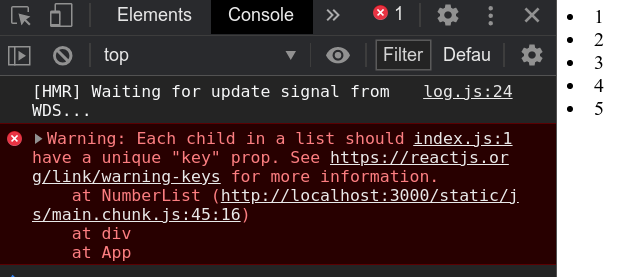 Elements Console » 1
top ▼ Filter Defau
[HMR] Waiting for update signal from log.js:24
WDS...
Warning: Each child in a list should index.js:1
have a unique "key" prop. See https://reactjs.or
g/link/warning-keys for more information.
at NumberList (http://localhost:3000/static/j
s/main.chunk.js:45:16)
at div
at App
• 1
• 2
• 3
• 4
• 5